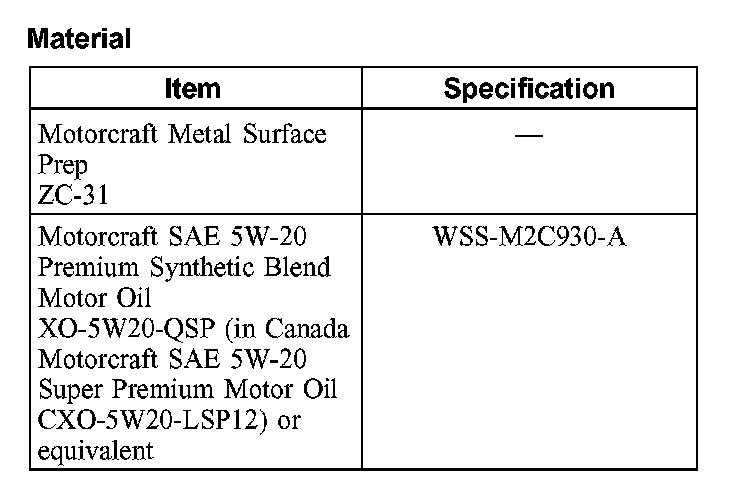 Material
Item Specification
Motorcraft Metal Surface —
Prep
ZC-31
Motorcraft SAE 5W-20 WSS-M2C930-A
Premium Synthetic Blend
Motor Oil
XO-5W20-QSP (in Canada
Motorcraft SAE 5W-20
Super Premium Motor Oil
CXO-5W20-LSP12) or
equivalent